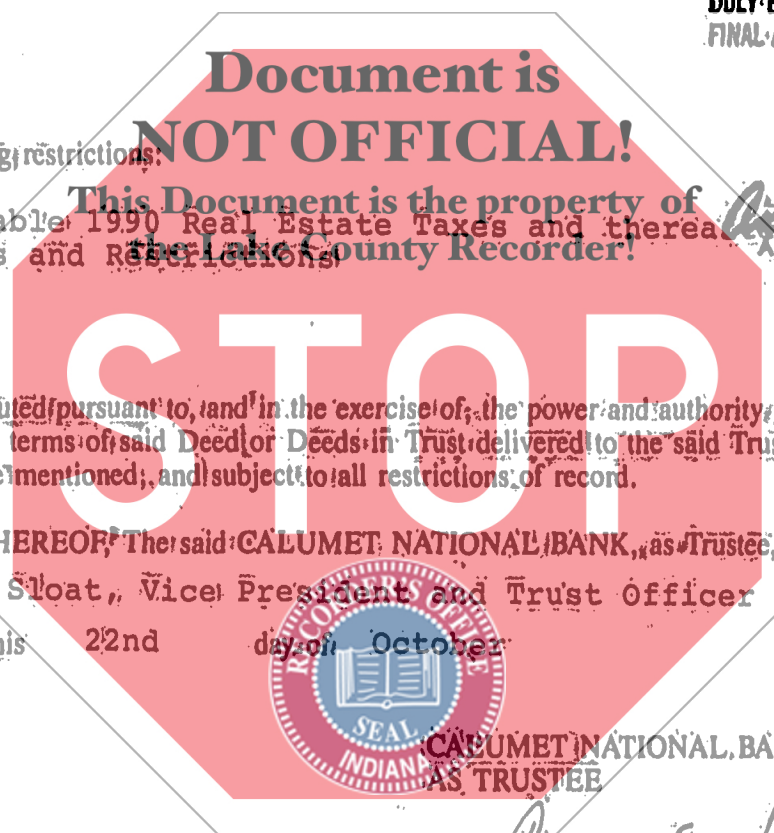 DULY
FINAL
Document is
NOT OFFICIAL!
g restrictions:
This Document is the property of
able 1990 Real Estate Taxes and therea
the Lake County Recorder!
s and Restrictions
STOP
uted pursuant to, and in the exercise of, the power and authority
terms of said Deed or Deeds in Trust delivered to the said Tru
mentioned, and subject to all restrictions of record.
HEREOF, The said CALUMET NATIONAL BANK, as Trustee,
Sloat, Vice President and Trust Officer
his 22nd day of October
RECORDER'S OFFICE
SEAL
INDIANA
CALUMET NATIONAL BA
AS TRUSTEE